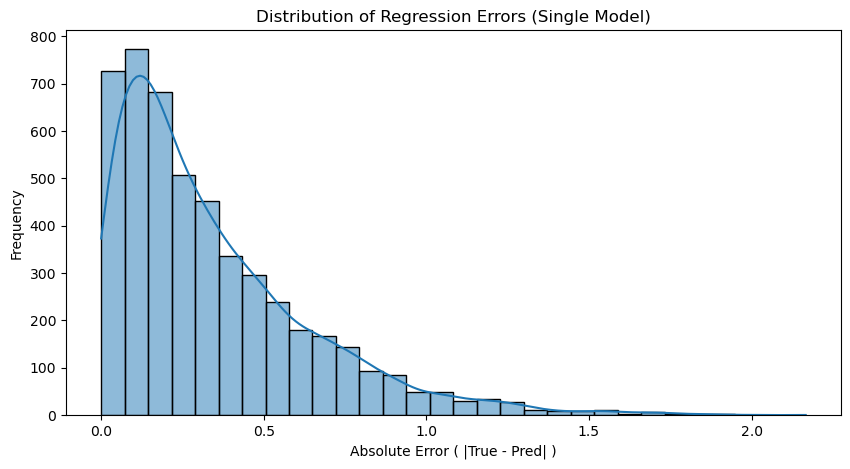 Distribution of Regression Errors (Single Model)
800
700
600
500
400
300
200
100
0
Frequency
0.0 0.5 1.0 1.5 2.0
Absolute Error ( |True - Pred| )